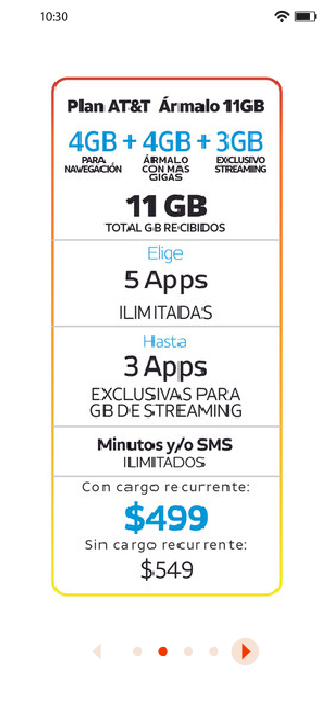 10:30
Plan AT&T Ármalo 11GB
4GB + 4GB + 3GB
PARA NAVEGACIÓN
ÁRMALO CON MÁS GIGAS
EXCLUSIVO STREAMING
11 GB
TOTAL GB RECIBIDOS
Elige
5 Apps
ILIMITADAS
Hasta
3 Apps
EXCLUSIVAS PARA
GB DE STREAMING
Minutos y/o SMS
ILIMITADOS
Con cargo recurrente:
$499
Sin cargo recurrente:
$549